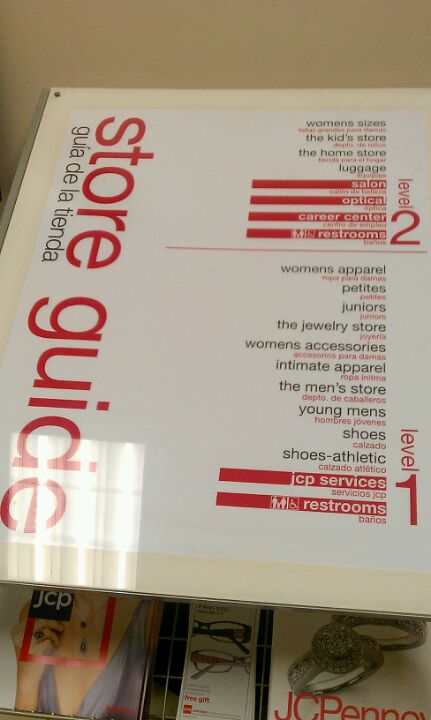 store guide
guía de la tienda
level 2
womens sizes
tallas grandes para damas
the kid's store
depto. de niños
the home store
tienda para el hogar
luggage
equipaje
salon
salón de belleza
optical
óptica
career center
centro de empleo
restrooms
baños
level 1
womens apparel
ropa para damas
petites
petites
juniors
juniors
the jewelry store
joyería
womens accessories
accesorios para damas
intimate apparel
ropa íntima
the men's store
depto. de caballeros
young mens
hombres jóvenes
shoes
calzado
shoes-athletic
calzado atlético
jcp services
servicios jcp
restrooms
baños
jcp
free gift
JCPenney